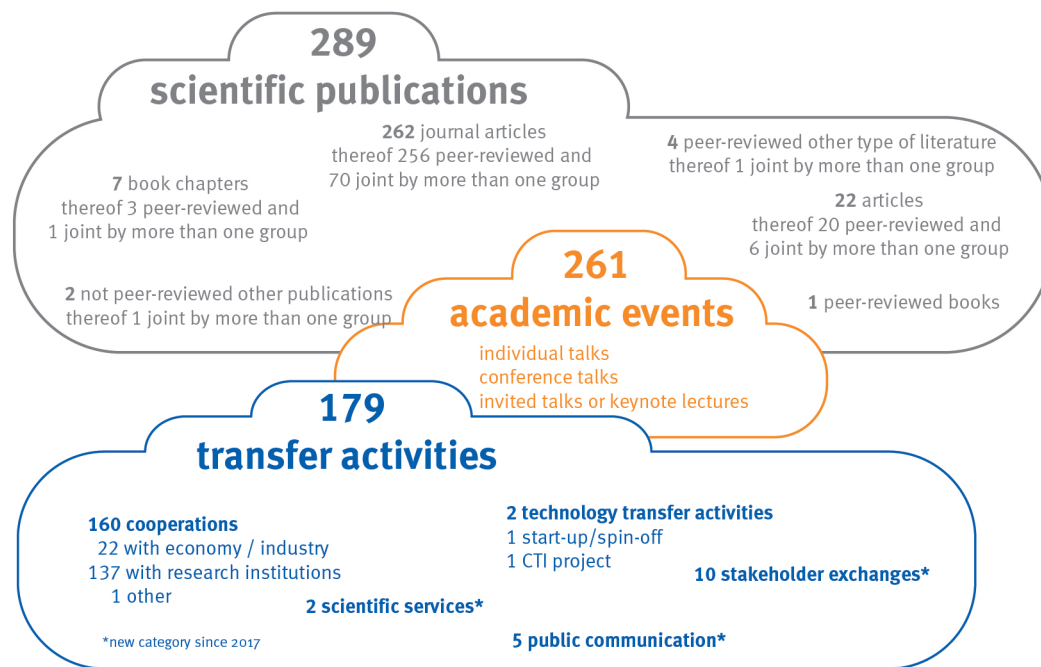 289
scientific publications
262 journal articles
thereof 256 peer-reviewed and
70 joint by more than one group
4 peer-reviewed other type of literature
thereof 1 joint by more than one group
7 book chapters
thereof 3 peer-reviewed and
1 joint by more than one group
22 articles
thereof 20 peer-reviewed and
6 joint by more than one group
2 not peer-reviewed other publications
thereof 1 joint by more than one group
1 peer-reviewed books
261
academic events
individual talks
conference talks
invited talks or keynote lectures
179
transfer activities
160 cooperations
22 with economy / industry
137 with research institutions
1 other
2 technology transfer activities
1 start-up/spin-off
1 CTI project
10 stakeholder exchanges*
2 scientific services*
5 public communication*
*new category since 2017